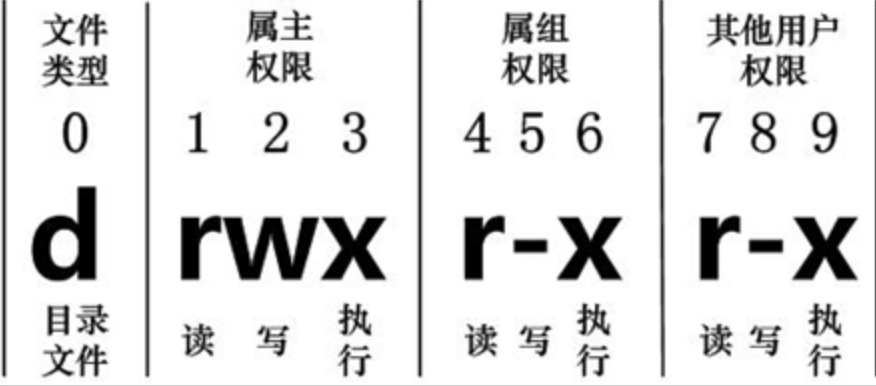 文件
类型
属主
权限
属组
权限
其他用户
权限
0 1 2 3 4 5 6 7 8 9
d rwx r-x r-x
目录
文件
读 写 执行
读 写 执行
读 写 执行